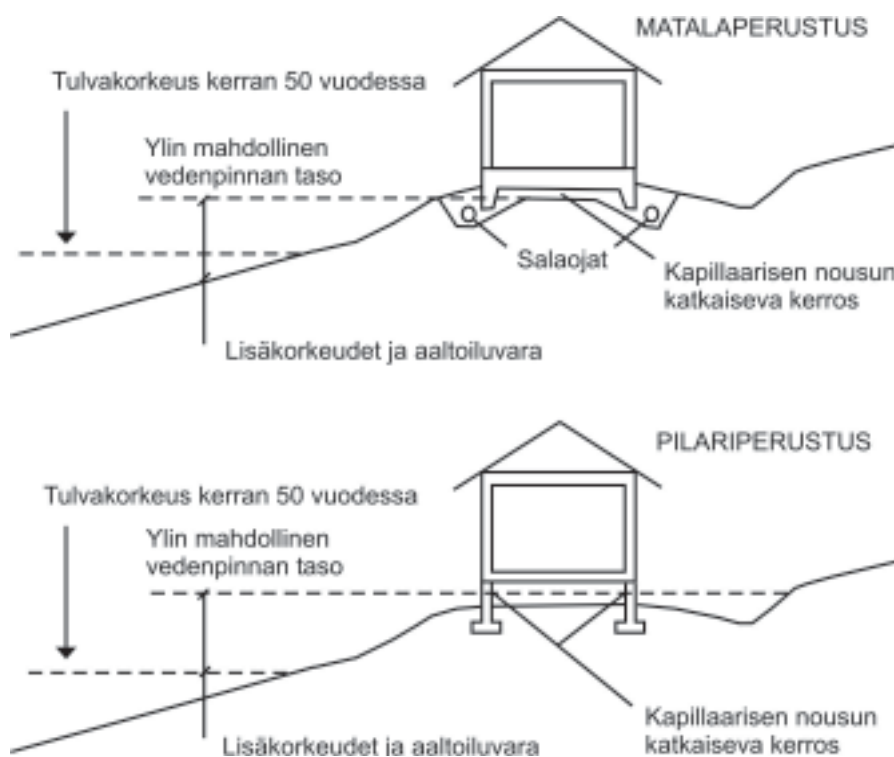 MATALAPERUSTUS
Tulvakorkeus kerran 50 vuodessa
Ylin mahdollinen
vedenpinnan taso
Salaojat
Kapillaarisen nousun
katkaiseva kerros
Lisäkorkeudet ja aaltoiluvara
PILARIPERUSTUS
Tulvakorkeus kerran 50 vuodessa
Ylin mahdollinen
vedenpinnan taso
Kapillaarisen nousun
katkaiseva kerros
Lisäkorkeudet ja aaltoiluvara